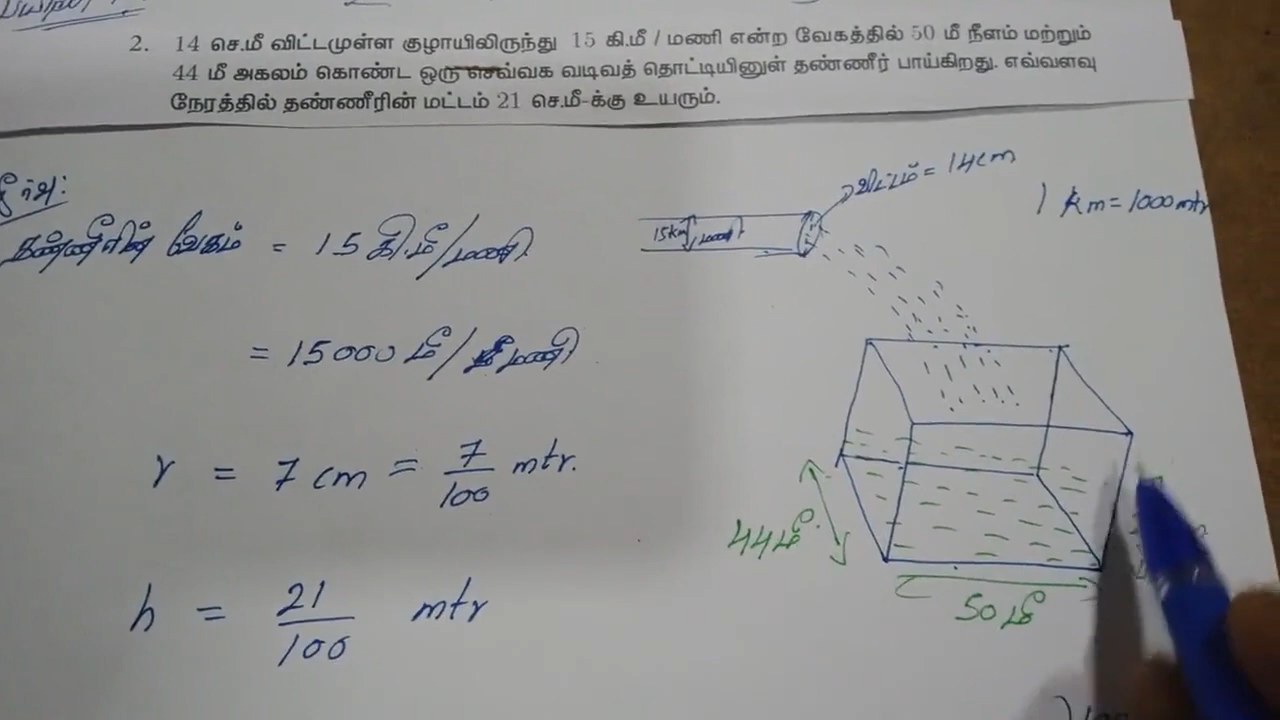 2. 14 செ.மீ விட்டமுள்ள குழாயிலிருந்து 15 கி.மீ / மணி என்ற வேகத்தில் 50 மீ நீளம் மற்றும்
44 மீ அகலம் கொண்ட ஒரு செவ்வக வடிவத் தொட்டியினுள் தண்ணீர் பாய்கிறது. எவ்வளவு
நேரத்தில் தண்ணீரின் மட்டம் 21 செ.மீ-க்கு உயரும்.
விட்டம் = 14cm
தீர்வு:
1 km = 1000 mtr
தண்ணீரின் வேகம் = 15 கி.மீ/மணி
15km/மணி
= 15000 மீ/மணி
r = 7 cm = 7/100 mtr.
44மீ
50மீ
h = 21/100 mtr